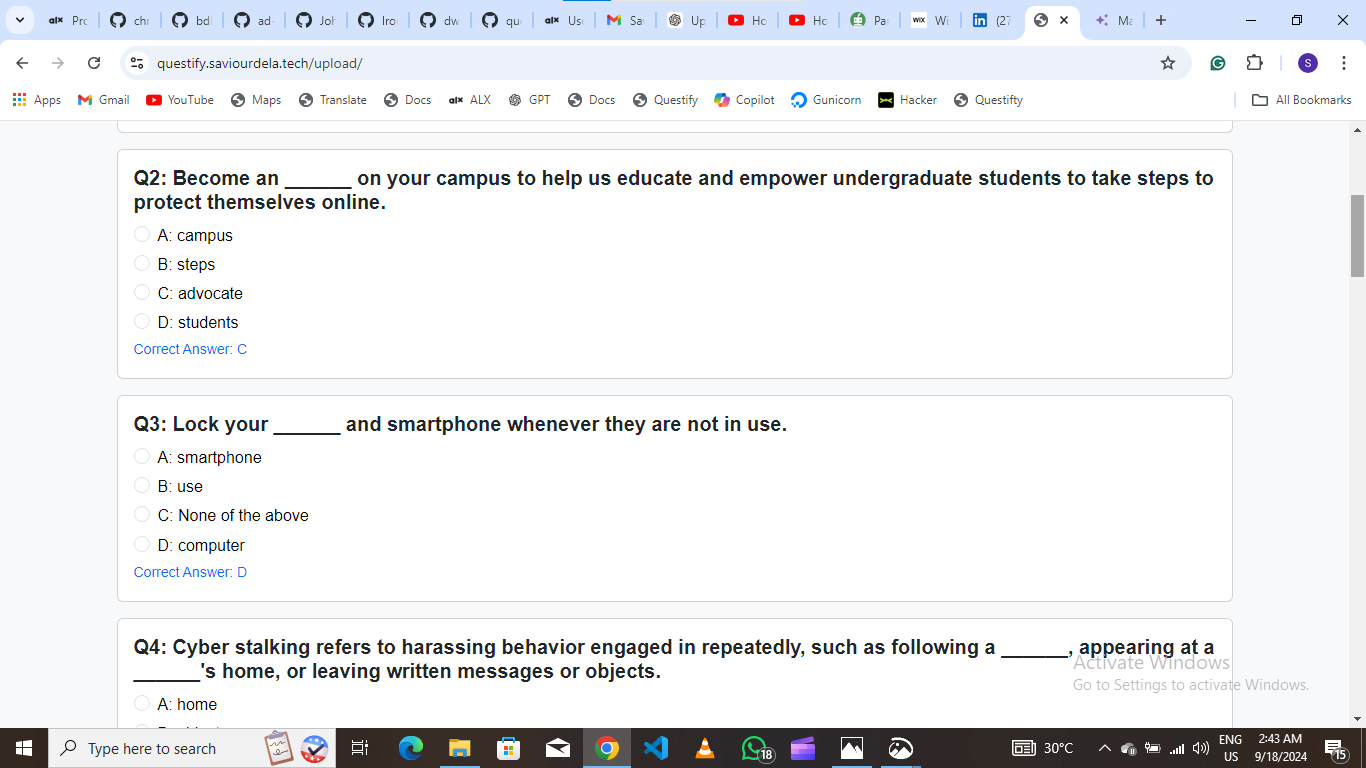 Pro
chr
bdl
ad-
Joh
Iro
dw
que
Use
Sav
Up
Ho
Ho
Pa
WIX Wi
(27
Ma
questify.saviourdela.tech/upload/
S
Apps
Gmail
YouTube
Maps
Translate
Docs
ALX
GPT
Docs
Questify
Copilot
Gunicorn
Hacker
Questifty
All Bookmarks
Q2: Become an ______ on your campus to help us educate and empower undergraduate students to take steps to
protect themselves online.
A: campus
B: steps
C: advocate
D: students
Correct Answer: C
Q3: Lock your ______ and smartphone whenever they are not in use.
A: smartphone
B: use
C: None of the above
D: computer
Correct Answer: D
Q4: Cyber stalking refers to harassing behavior engaged in repeatedly, such as following a ______, appearing at a
______'s home, or leaving written messages or objects.
A: home
Activate Windows
Go to Settings to activate Windows.
Type here to search
18
30°C
ENG
US
2:43 AM
9/18/2024
15